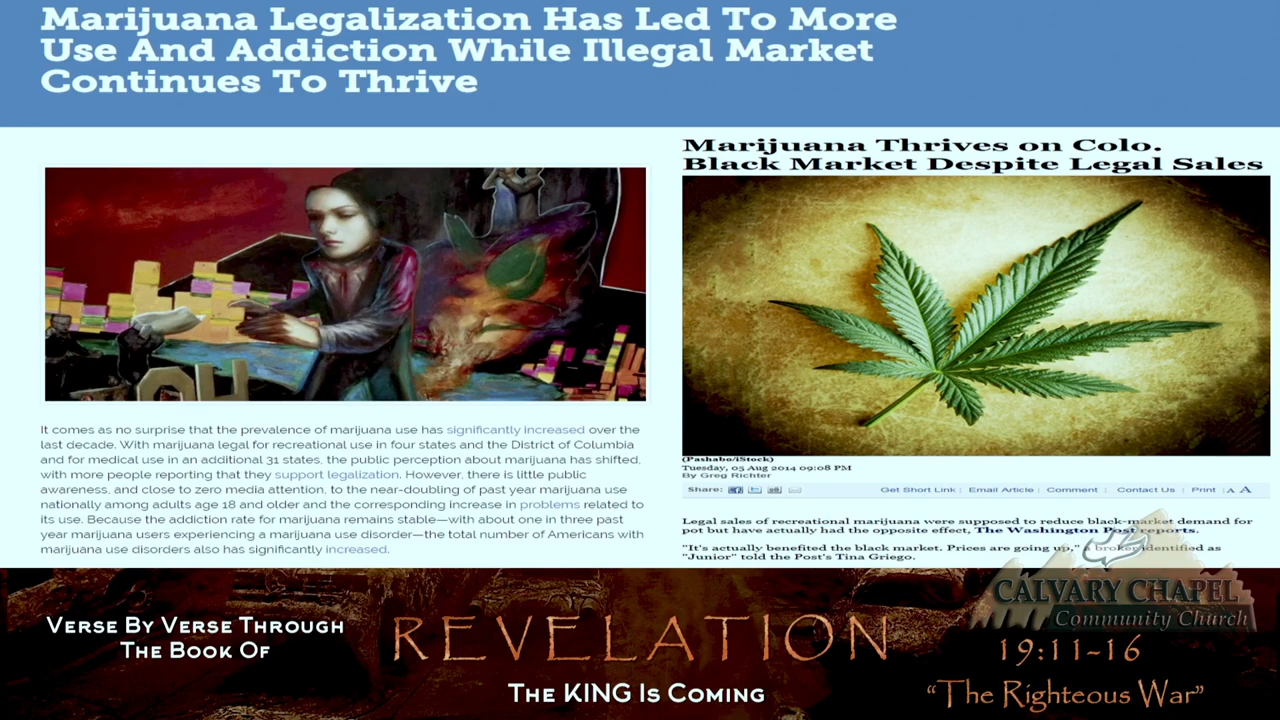 Marijuana Legalization Has Led To More
Use And Addiction While Illegal Market
Continues To Thrive
It comes as no surprise that the prevalence of marijuana use has significantly increased over the
last decade. With marijuana legal for recreational use in four states and the District of Columbia
and for medical use in an additional 31 states, the public perception about marijuana has shifted,
with more people reporting that they support legalization. However, there is little public
awareness, and close to zero media attention, to the near-doubling of past year marijuana use
nationally among adults age 18 and older and the corresponding increase in problems related to
its use. Because the addiction rate for marijuana remains stable—with about one in three past
year marijuana users experiencing a marijuana use disorder—the total number of Americans with
marijuana use disorders also has significantly increased.
Marijuana Thrives on Colo.
Black Market Despite Legal Sales
(Pashabo/iStock)
Tuesday, 05 Aug 2014 09:08 PM
By Greg Richter
Share: Get Short Link | Email Article | Comment | Contact Us | Print | A A
Legal sales of recreational marijuana were supposed to reduce black-market demand for
pot but have actually had the opposite effect, The Washington Post reports.
"It's actually benefited the black market. Prices are going up," a broker identified as
"Junior" told the Post's Tina Griego.
Verse By Verse Through
The Book Of
REVELATION
The KING Is Coming
CALVARY CHAPEL
Community Church
19:11-16
“The Righteous War”